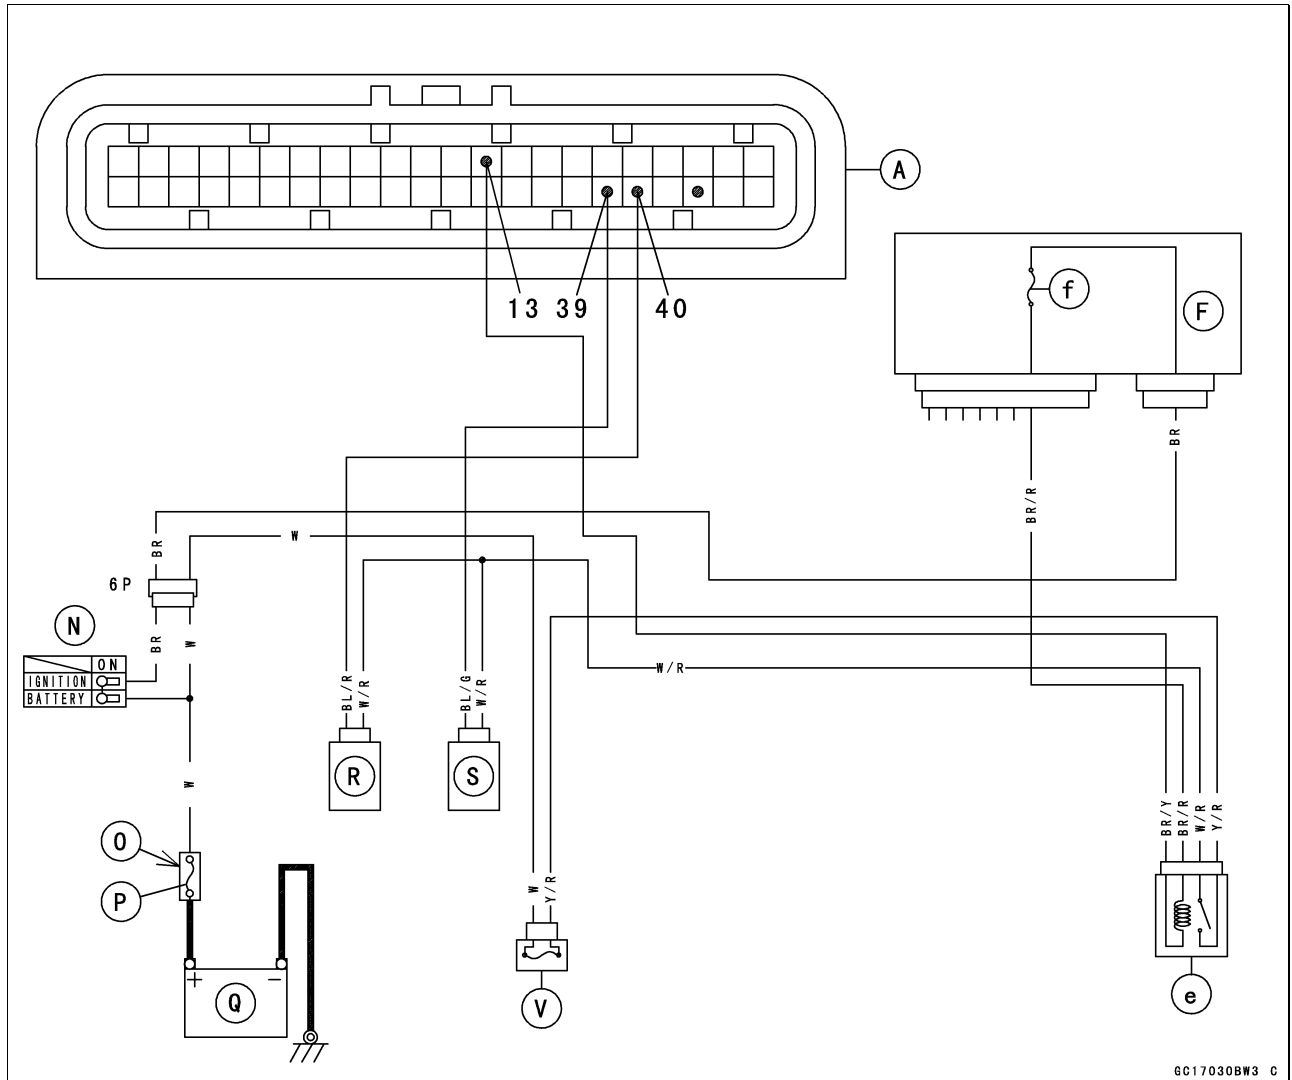 A
13 39 40
f
F
BR
BR/R
W
BR
6P
N
BR
W
ON
IGNITION
BATTERY
W/R
BL/R
W/R
BL/G
W/R
R
S
W
BR/Y
BR/R
W/R
Y/R
O
P
W
Y/R
+
−
Q
V
e
GC17030BW3 C